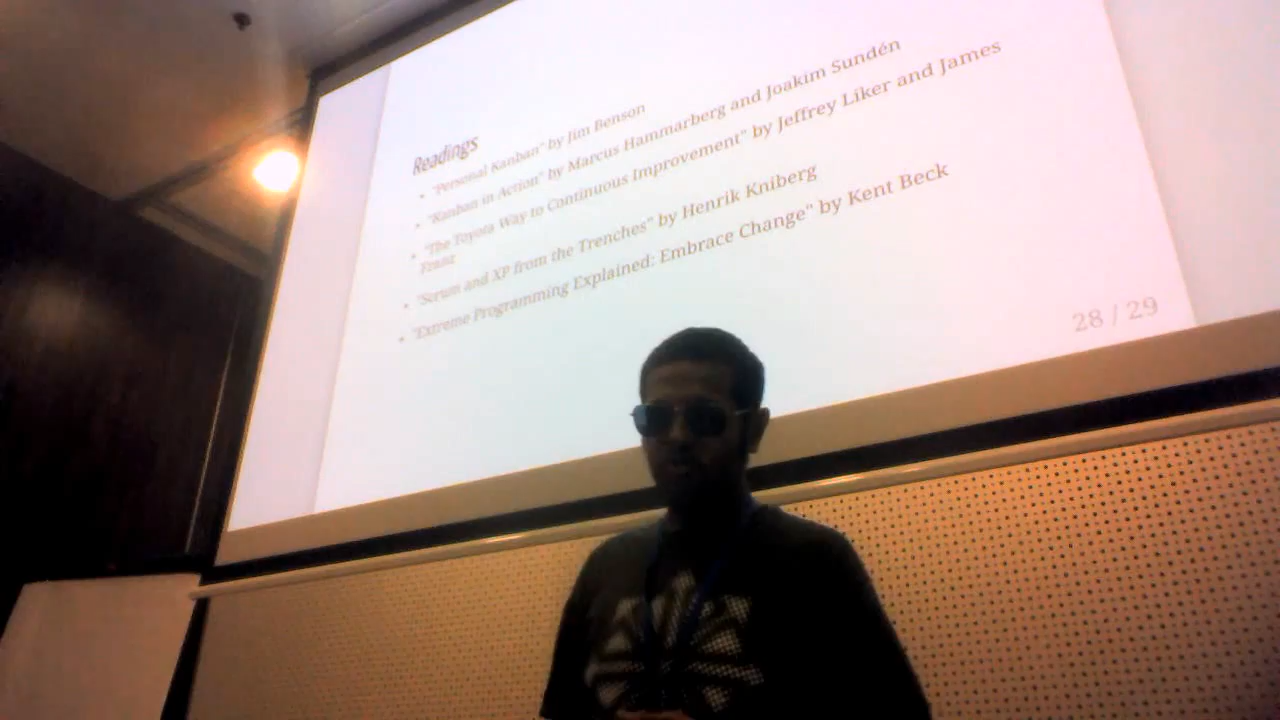 Readings
• "Personal Kanban" by Jim Benson
• "Kanban in Action" by Marcus Hammarberg and Joakim Sundén
• "The Toyota Way to Continuous Improvement" by Jeffrey Liker and James
Franz
• "Scrum and XP from the Trenches" by Henrik Kniberg
• "Extreme Programming Explained: Embrace Change" by Kent Beck
28 / 29